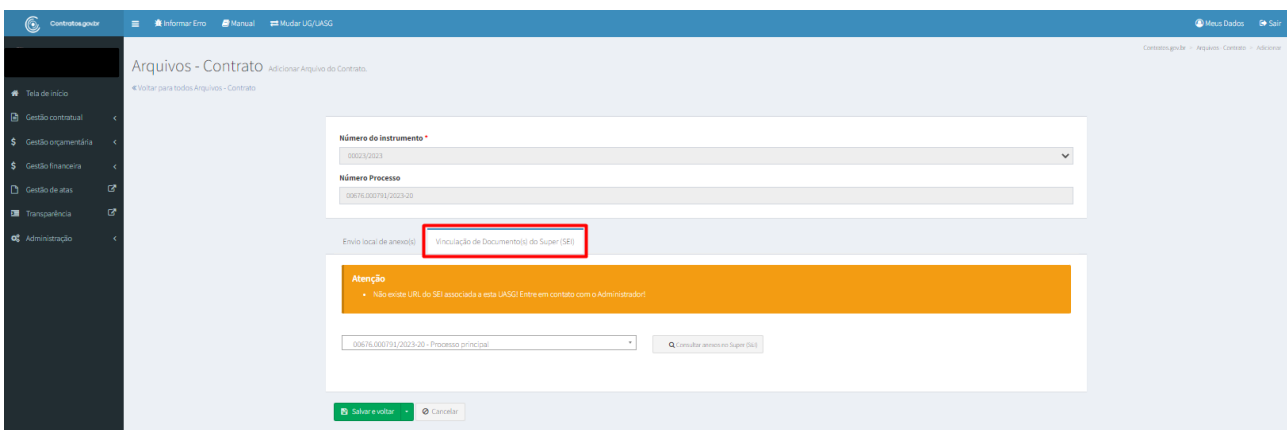 Contratos.gov.br
Informar Erro Manual Mudar UG/UASG
Meus Dados Sair
Contratos.gov.br > Arquivos - Contrato > Adicionar
Arquivos - Contrato Adicionar Arquivo do Contrato.
Voltar para todos Arquivos - Contrato
Tela de início
Gestão contratual
Gestão orçamentária
Gestão financeira
Gestão de atas
Transparência
Administração
Número do instrumento *
00023/2023
Número Processo
00676.000791/2023-20
Envio local de anexo(s)
Vinculação de Documento(s) do Super (SEI)
Atenção
• Não existe URL do SEI associada a esta UASG! Entre em contato com o Administrador!
00676.000791/2023-20 - Processo principal
Consultar anexos no Super (SEI)
Salvar e voltar
Cancelar